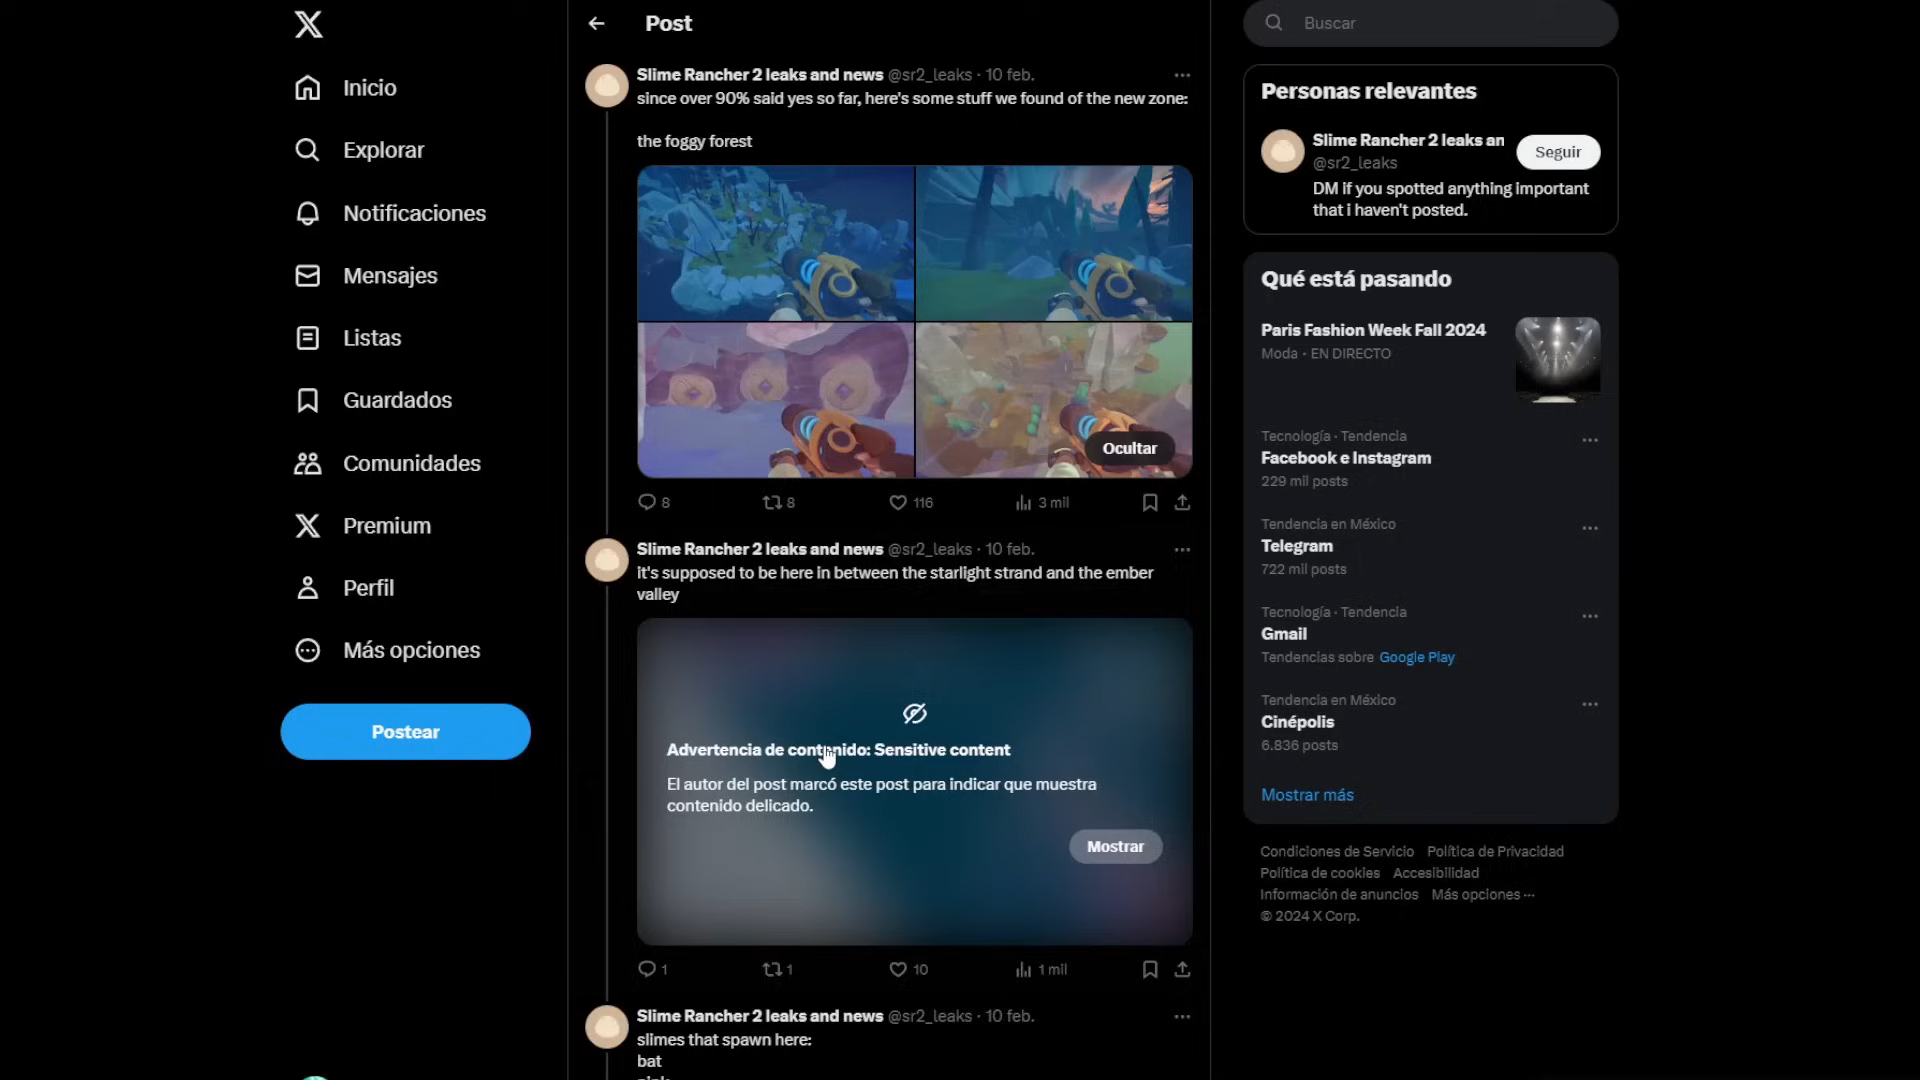 Inicio
Explorar
Notificaciones
Mensajes
Listas
Guardados
Comunidades
Premium
Perfil
Más opciones
Postear
Post
Slime Rancher 2 leaks and news @sr2_leaks · 10 feb.
since over 90% said yes so far, here's some stuff we found of the new zone:
the foggy forest
Ocultar
8 8 116 3 mil
Slime Rancher 2 leaks and news @sr2_leaks · 10 feb.
it's supposed to be here in between the starlight strand and the ember
valley
Advertencia de contenido: Sensitive content
El autor del post marcó este post para indicar que muestra
contenido delicado.
Mostrar
1 1 10 1 mil
Slime Rancher 2 leaks and news @sr2_leaks · 10 feb.
slimes that spawn here:
bat
Buscar
Personas relevantes
Slime Rancher 2 leaks an
@sr2_leaks
Seguir
DM if you spotted anything important
that i haven't posted.
Qué está pasando
Paris Fashion Week Fall 2024
Moda · EN DIRECTO
Tecnología · Tendencia
Facebook e Instagram
229 mil posts
Tendencia en México
Telegram
722 mil posts
Tecnología · Tendencia
Gmail
Tendencias sobre Google Play
Tendencia en México
Cinépolis
6.836 posts
Mostrar más
Condiciones de Servicio Política de Privacidad
Política de cookies Accesibilidad
Información de anuncios Más opciones ···
© 2024 X Corp.